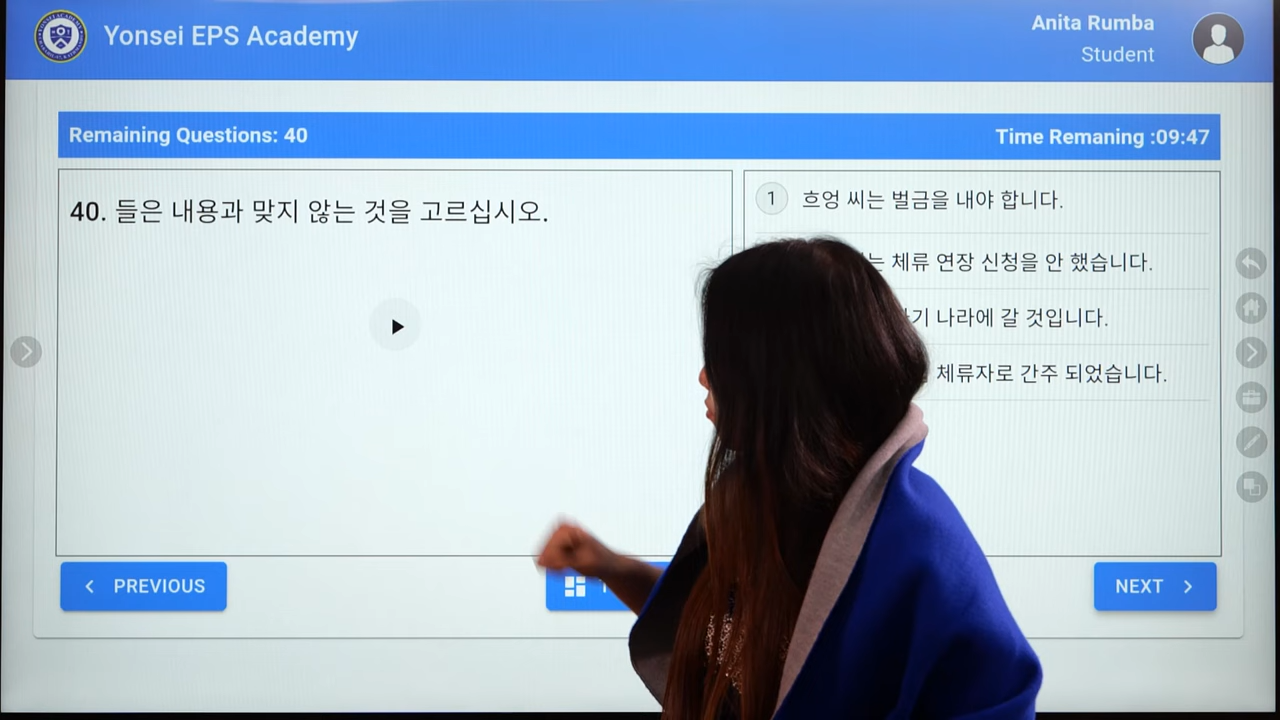 Yonsei EPS Academy
Anita Rumba
Student
Remaining Questions: 40
Time Remaning :09:47
40. 들은 내용과 맞지 않는 것을 고르십시오.
1 흐엉 씨는 벌금을 내야 합니다.
체류 연장 신청을 안 했습니다.
나라에 갈 것입니다.
체류자로 간주 되었습니다.
PREVIOUS
NEXT